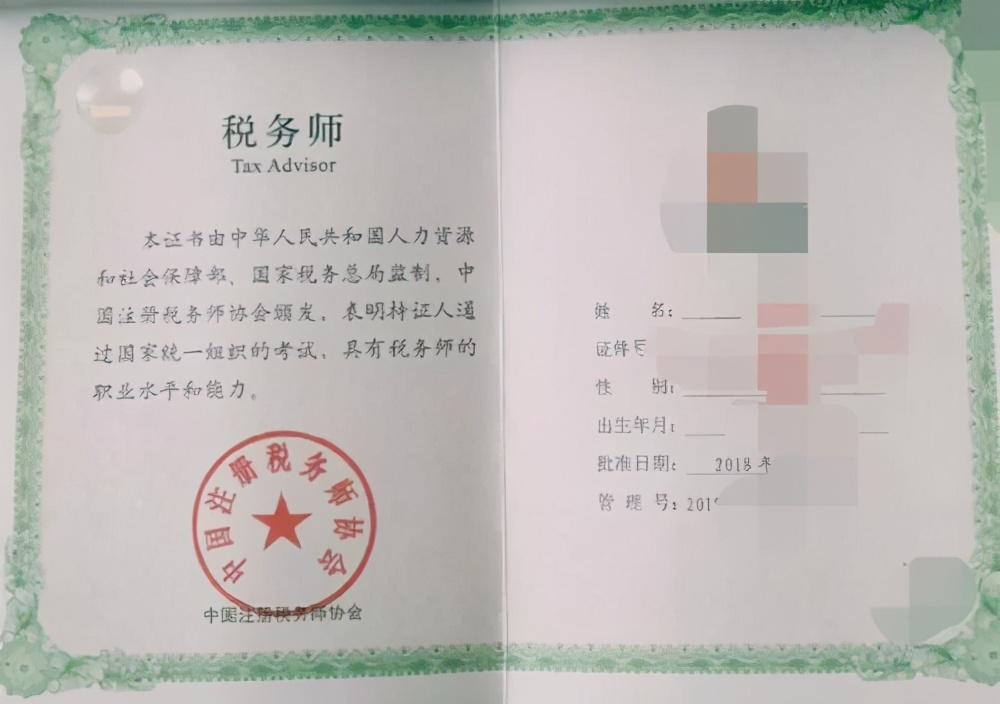 税务师
Tax Advisor
本证书由中华人民共和国人力资源
和社会保障部、国家税务总局监制，中
国注册税务师协会颁发，表明持证人通
过国家统一组织的考试，具有税务师的
职业水平和能力。
中国注册税务师协会
中国注册税务师协会
姓 名：
证件号
性 别：
出生年月：
批准日期： 2018年
管 理 号：201